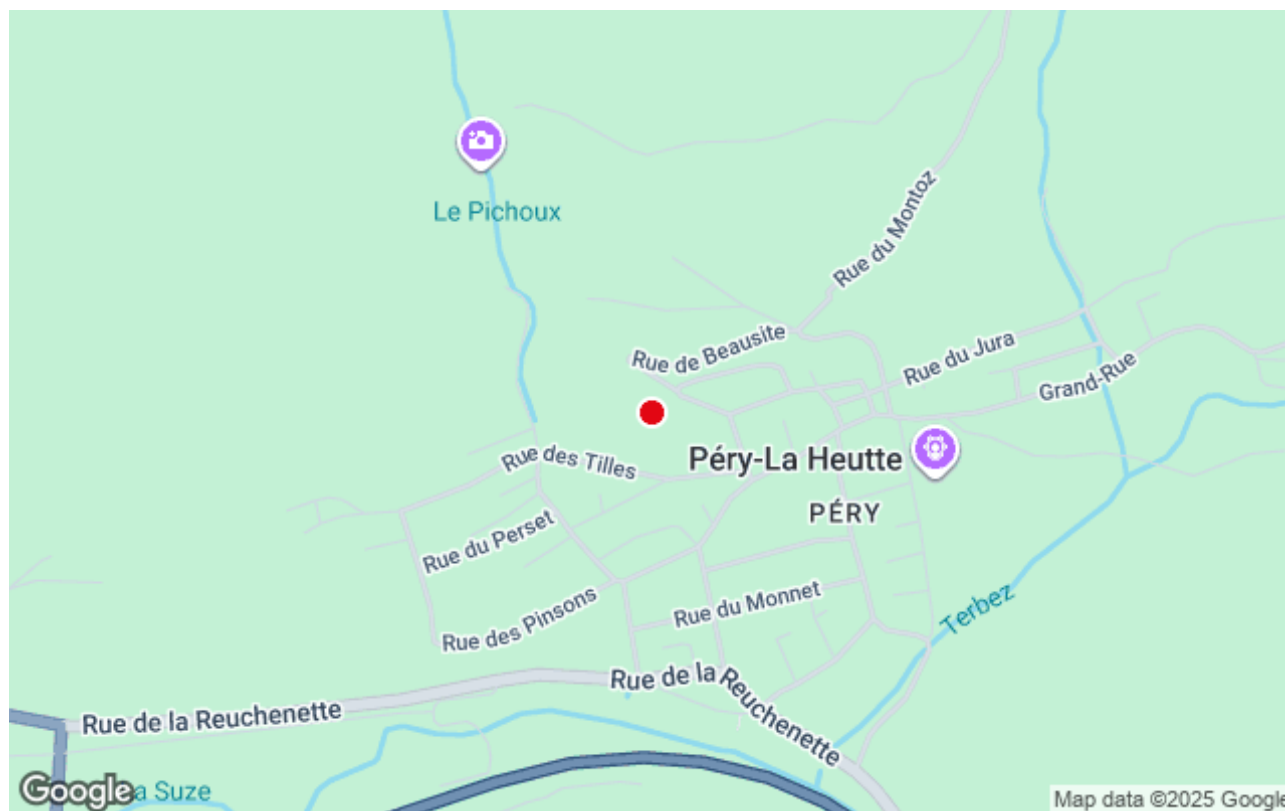 Le Pichoux
Rue du Montoz
Rue de Beausite
Rue du Jura
Grand-Rue
Rue des Tilles
Péry-La Heutte
PÉRY
Rue du Perset
Rue des Pinsons
Rue du Monnet
Terbez
Rue de la Reuchenette
Rue de la Reuchenette
Google
a Suze
Map data ©2025 Google